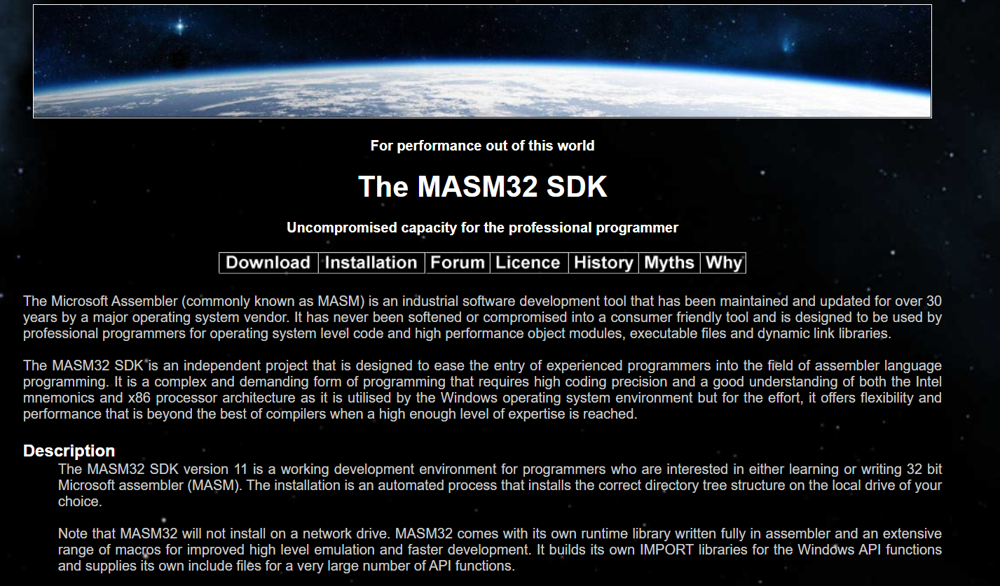 For performance out of this world
The MASM32 SDK
Uncompromised capacity for the professional programmer
Download Installation Forum Licence History Myths Why
The Microsoft Assembler (commonly known as MASM) is an industrial software development tool that has been maintained and updated for over 30
years by a major operating system vendor. It has never been softened or compromised into a consumer friendly tool and is designed to be used by
professional programmers for operating system level code and high performance object modules, executable files and dynamic link libraries.
The MASM32 SDK is an independent project that is designed to ease the entry of experienced programmers into the field of assembler language
programming. It is a complex and demanding form of programming that requires high coding precision and a good understanding of both the Intel
mnemonics and x86 processor architecture as it is utilised by the Windows operating system environment but for the effort, it offers flexibility and
performance that is beyond the best of compilers when a high enough level of expertise is reached.
Description
The MASM32 SDK version 11 is a working development environment for programmers who are interested in either learning or writing 32 bit
Microsoft assembler (MASM). The installation is an automated process that installs the correct directory tree structure on the local drive of your
choice.
Note that MASM32 will not install on a network drive. MASM32 comes with its own runtime library written fully in assembler and an extensive
range of macros for improved high level emulation and faster development. It builds its own IMPORT libraries for the Windows API functions
and supplies its own include files for a very large number of API functions.